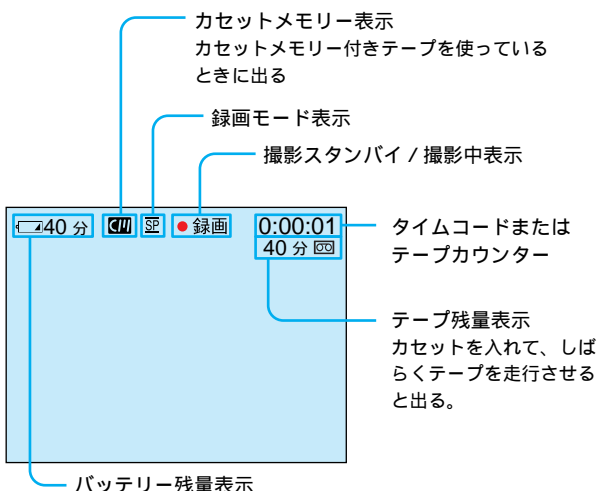 カセットメモリー表示
カセットメモリー付きテープを使っている
ときに出る
録画モード表示
撮影スタンバイ / 撮影中表示
40 分 CM SP ●録画 0:00:01
40 分
タイムコードまたは
テープカウンター
テープ残量表示
カセットを入れて、しば
らくテープを走行させる
と出る。
バッテリー残量表示